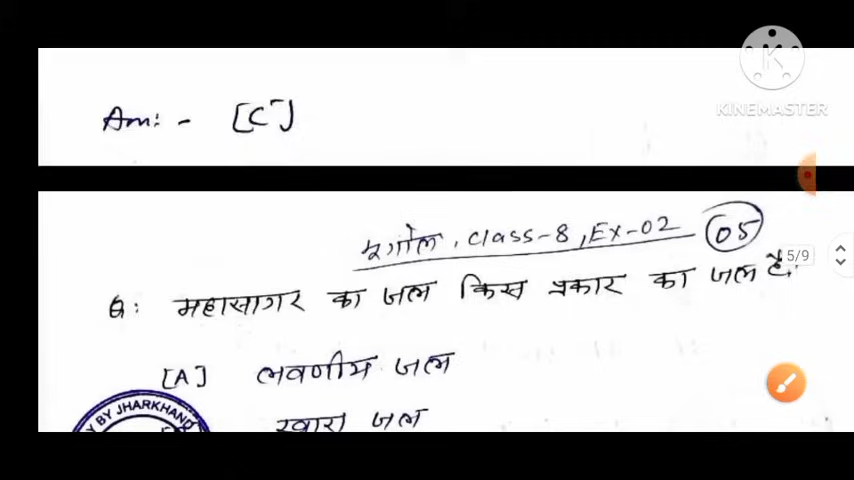 KINEMASTER
Ans: - [C]
भूगोल, class-8, Ex-02 05
5/9
Q: महासागर का जल किस प्रकार का जल है।
[A] लवणीय जल
खारा जल
BY JHARKHAND